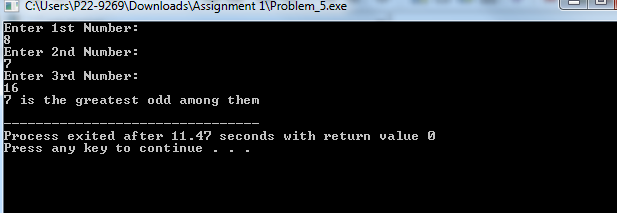 C:\Users\P22-9269\Downloads\Assignment 1\Problem_5.exe
Enter 1st Number:
8
Enter 2nd Number:
7
Enter 3rd Number:
16
7 is the greatest odd among them
--------------------------------
Process exited after 11.47 seconds with return value 0
Press any key to continue . . .